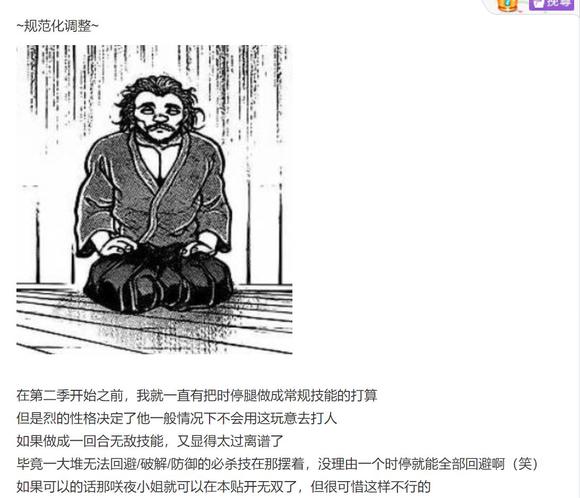 挽尊
~规范化调整~
在第二季开始之前，我就一直有把时停腿做成常规技能的打算
但是烈的性格决定了他一般情况下不会用这玩意去打人
如果做成一回合无敌技能，又显得太过离谱了
毕竟一大堆无法回避/破解/防御的必杀技在那摆着，没理由一个时停就能全部回避啊（笑）
如果可以的话那咲夜小姐就可以在本贴开无双了，但很可惜这样不行的